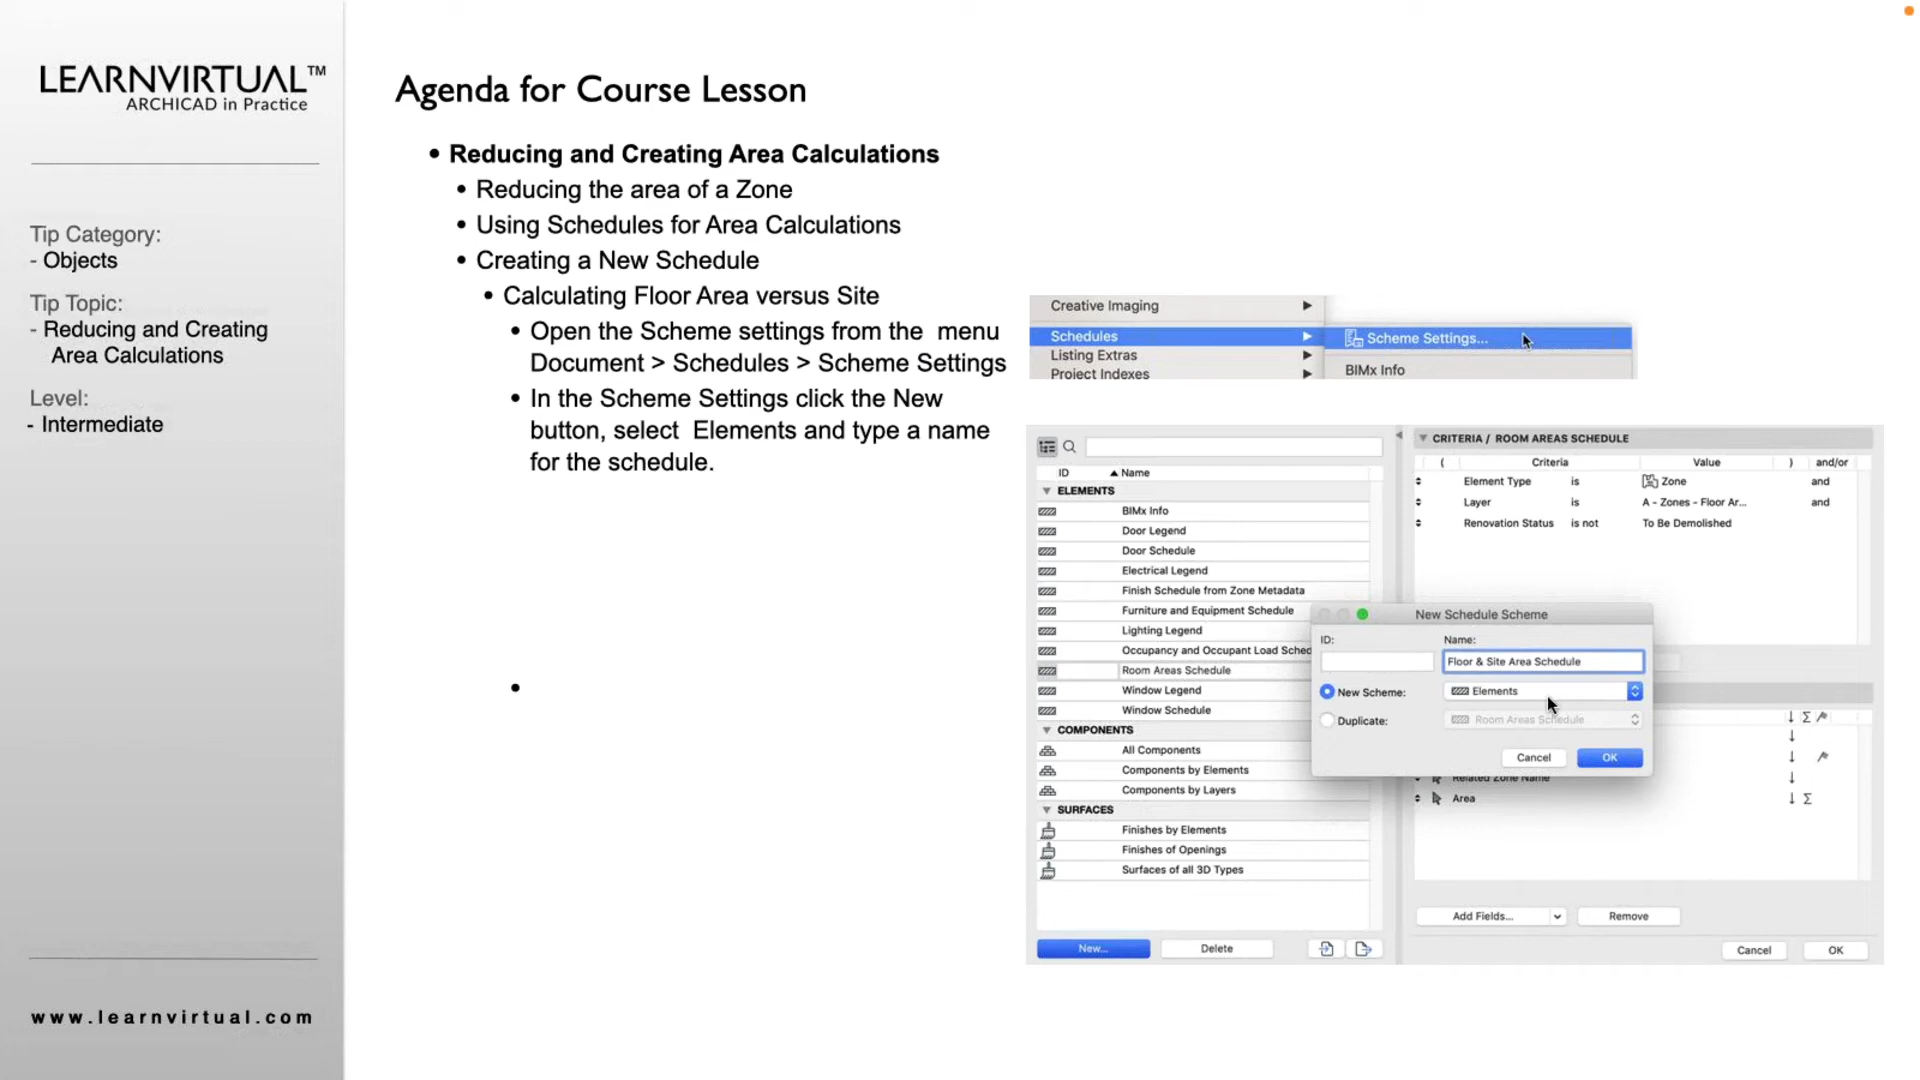 LEARNVIRTUAL™
ARCHICAD in Practice
Tip Category:
- Objects
Tip Topic:
- Reducing and Creating
Area Calculations
Level:
- Intermediate
www.learnvirtual.com
Agenda for Course Lesson
• Reducing and Creating Area Calculations
• Reducing the area of a Zone
• Using Schedules for Area Calculations
• Creating a New Schedule
• Calculating Floor Area versus Site
• Open the Scheme settings from the menu
Document > Schedules > Scheme Settings
• In the Scheme Settings click the New
button, select Elements and type a name
for the schedule.
•
Creative Imaging
Schedules
Scheme Settings...
Listing Extras
BIMx Info
Project Indexes
ID Name
ELEMENTS
BIMx Info
Door Legend
Door Schedule
Electrical Legend
Finish Schedule from Zone Metadata
Furniture and Equipment Schedule
Lighting Legend
Occupancy and Occupant Load Sched
Room Areas Schedule
Window Legend
Window Schedule
COMPONENTS
All Components
Components by Elements
Components by Layers
SURFACES
Finishes by Elements
Finishes of Openings
Surfaces of all 3D Types
New... Delete
CRITERIA / ROOM AREAS SCHEDULE
( Criteria Value ) and/or
Element Type is Zone and
Layer is A - Zones - Floor Ar... and
Renovation Status is not To Be Demolished
New Schedule Scheme
ID: Name:
Floor & Site Area Schedule
New Scheme: Elements
Duplicate: Room Areas Schedule
Cancel OK
Related Zone Name
Area
Add Fields... Remove
Cancel OK